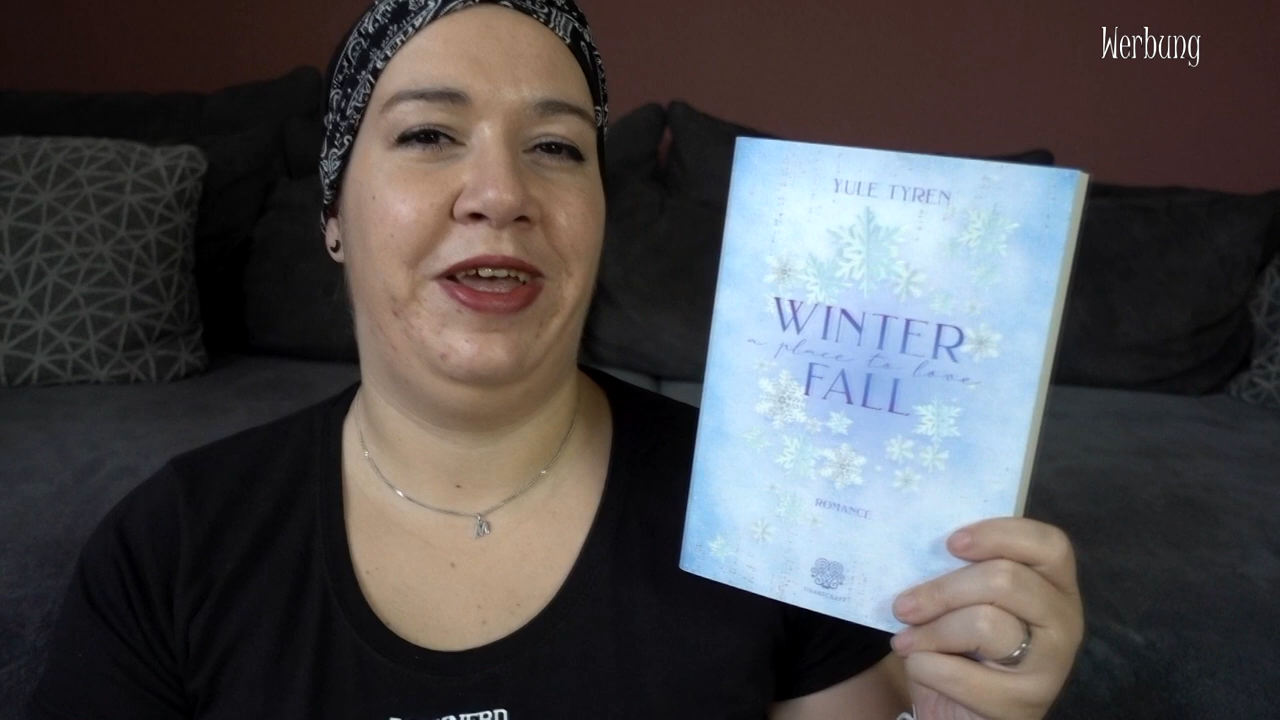 Werbung
YULE TYREN
WINTER
a place to love
FALL
ROMANCE